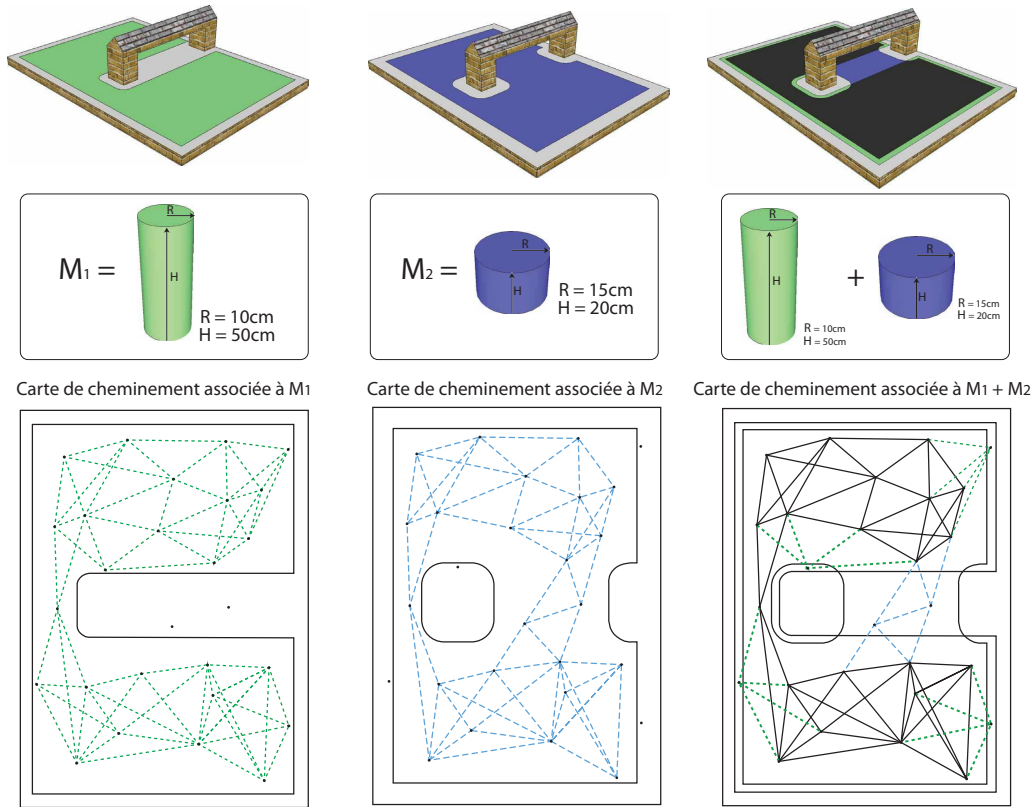 M1 =
R
H
R = 10cm
H = 50cm
M2 =
R
H
R = 15cm
H = 20cm
R
H
R = 10cm
H = 50cm
+
R
H
R = 15cm
H = 20cm
Carte de cheminement associée à M1
Carte de cheminement associée à M2
Carte de cheminement associée à M1 + M2